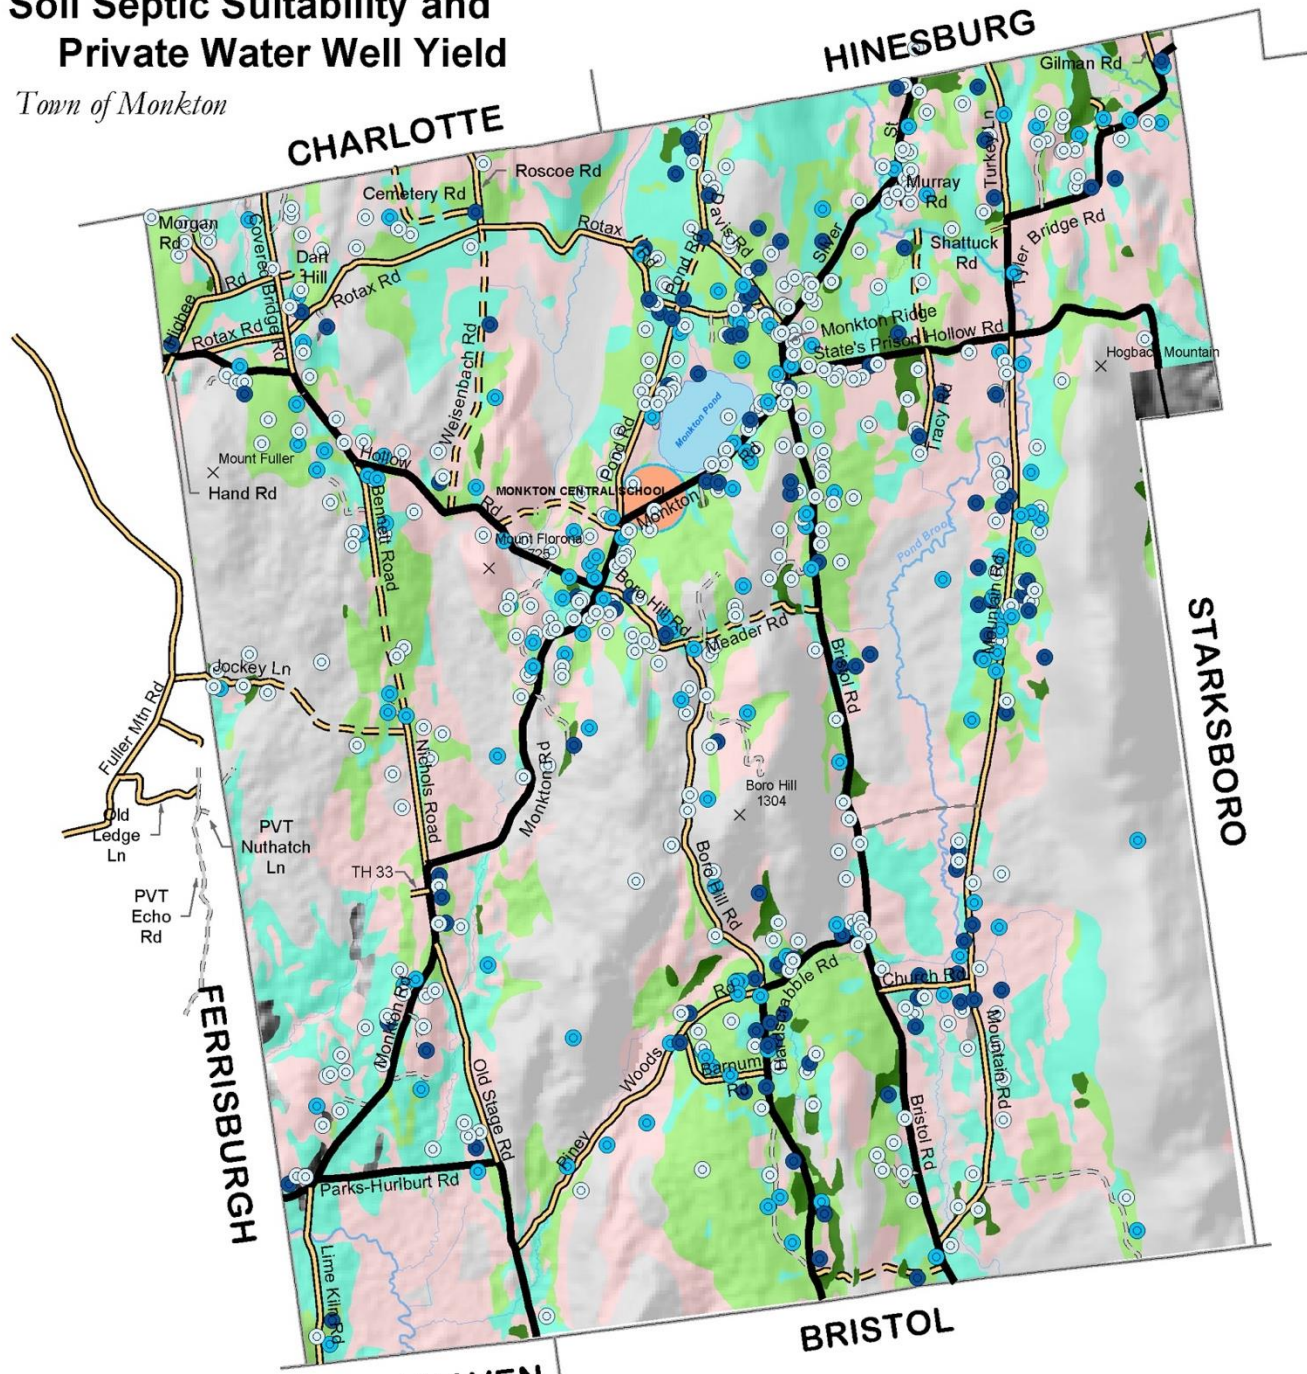 Soil Septic Suitability and
Private Water Well Yield
Town of Monkton
HINESBURG
CHARLOTTE
Gilman Rd
Roscoe Rd
Cemetery Rd
Morgan
Rd
Covered
Bridge Rd
Dart
Hill
Rd
Higbee
Rotax Rd
Rotax Rd
Rotax
Rd
Davis Rd
Pond Rd
Silver
St
Murray
Rd
Turkey Ln
Shattuck
Rd
Tyler Bridge Rd
Monkton Ridge
State's Prison Hollow Rd
Hogback Mountain
Tracy Rd
Weisenbach Rd
Monkton Pond
Pond Rd
Mount Fuller
Hand Rd
Hollow
Rd
Bennett Road
MONKTON CENTRAL SCHOOL
Monkton
Rd
Mount Florona
725
Pond Brook
Boro Hill Rd
Meader Rd
Mountain Rd
Bristol Rd
STARKSBORO
Jockey Ln
Fuller Mtn Rd
Nichols Road
Monkton Rd
Boro Hill
1304
Old
Ledge
Ln
PVT
Nuthatch
Ln
TH 33
PVT
Echo
Rd
Boro Hill Rd
Church Rd
Rd
Woods
Piney
Barnum
Rd
Mountain Rd
Monkton Rd
FERRISBURGH
Old Stage Rd
Bristol Rd
Parks-Hurlburt Rd
Lime Kiln Rd
BRISTOL